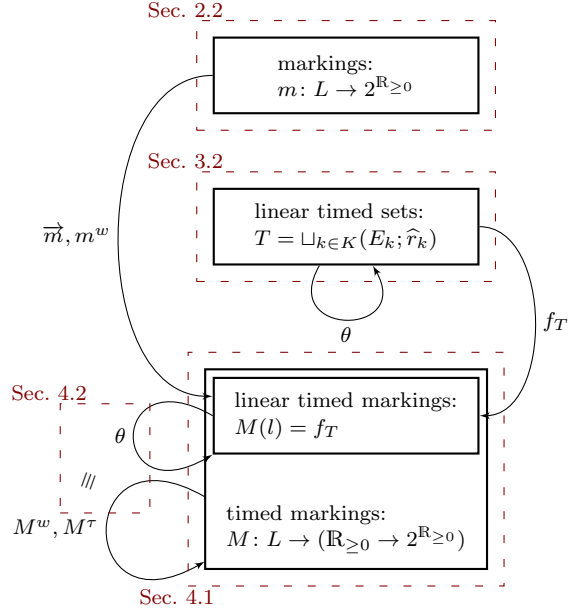 Sec. 2.2
markings:
m: L → 2^{ℝ≥0}
Sec. 3.2
linear timed sets:
T = ⊔_{k∈K}(E_k; r̂_k)
m⃗, m^w
θ
f_T
Sec. 4.2
linear timed markings:
M(l) = f_T
θ
≡
timed markings:
M: L → (ℝ≥0 → 2^{ℝ≥0})
M^w, M^τ
Sec. 4.1